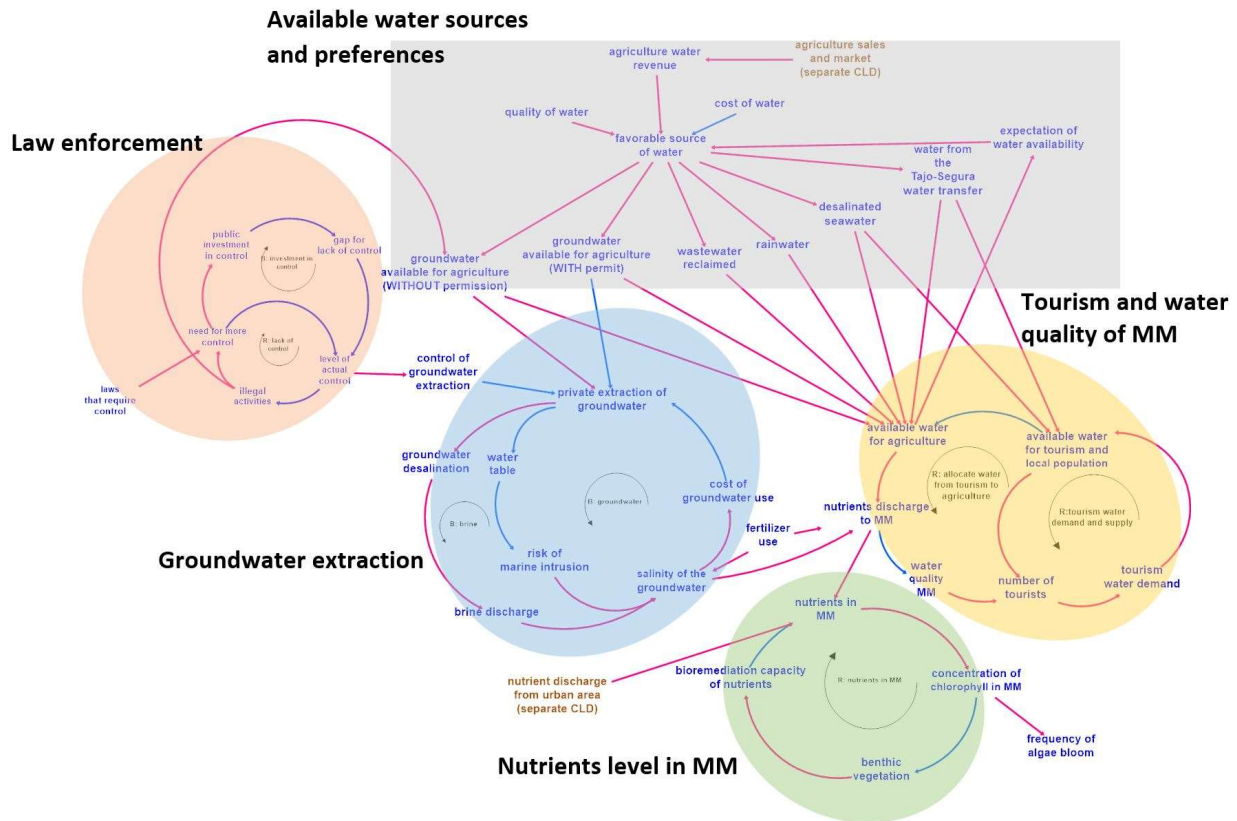 Available water sources
and preferences
agriculture water
revenue
agriculture sales
and market
(separate CLD)
quality of water
cost of water
favorable source
of water
expectation of
water availability
water from
the
Tajo-Segura
water transfer
desalinated
seawater
rainwater
wastewater
reclaimed
groundwater
available for agriculture
(WITH permit)
groundwater
available for agriculture
(WITHOUT permission)
Law enforcement
public
investment
in control
gap for
lack of control
B: investment in
control
need for more
control
R: lack of
control
level of
actual
control
illegal
activities
laws
that require
control
control of
groundwater
extraction
private extraction of
groundwater
groundwater
desalination
water
table
B: groundwater
B: brine
cost of
groundwater use
risk of
marine intrusion
salinity of the
groundwater
brine discharge
fertilizer
use
Groundwater extraction
Tourism and water
quality of MM
available water
for agriculture
available water
for tourism and
local population
R: allocate water
from tourism to
agriculture
R:tourism water
demand and supply
nutrients discharge
to MM
water
quality
MM
number of
tourists
tourism
water demand
nutrients in
MM
bioremediation capacity
of nutrients
R: nutrients in MM
concentration of
chlorophyll in MM
nutrient discharge
from urban area
(separate CLD)
frequency of
algae bloom
benthic
vegetation
Nutrients level in MM